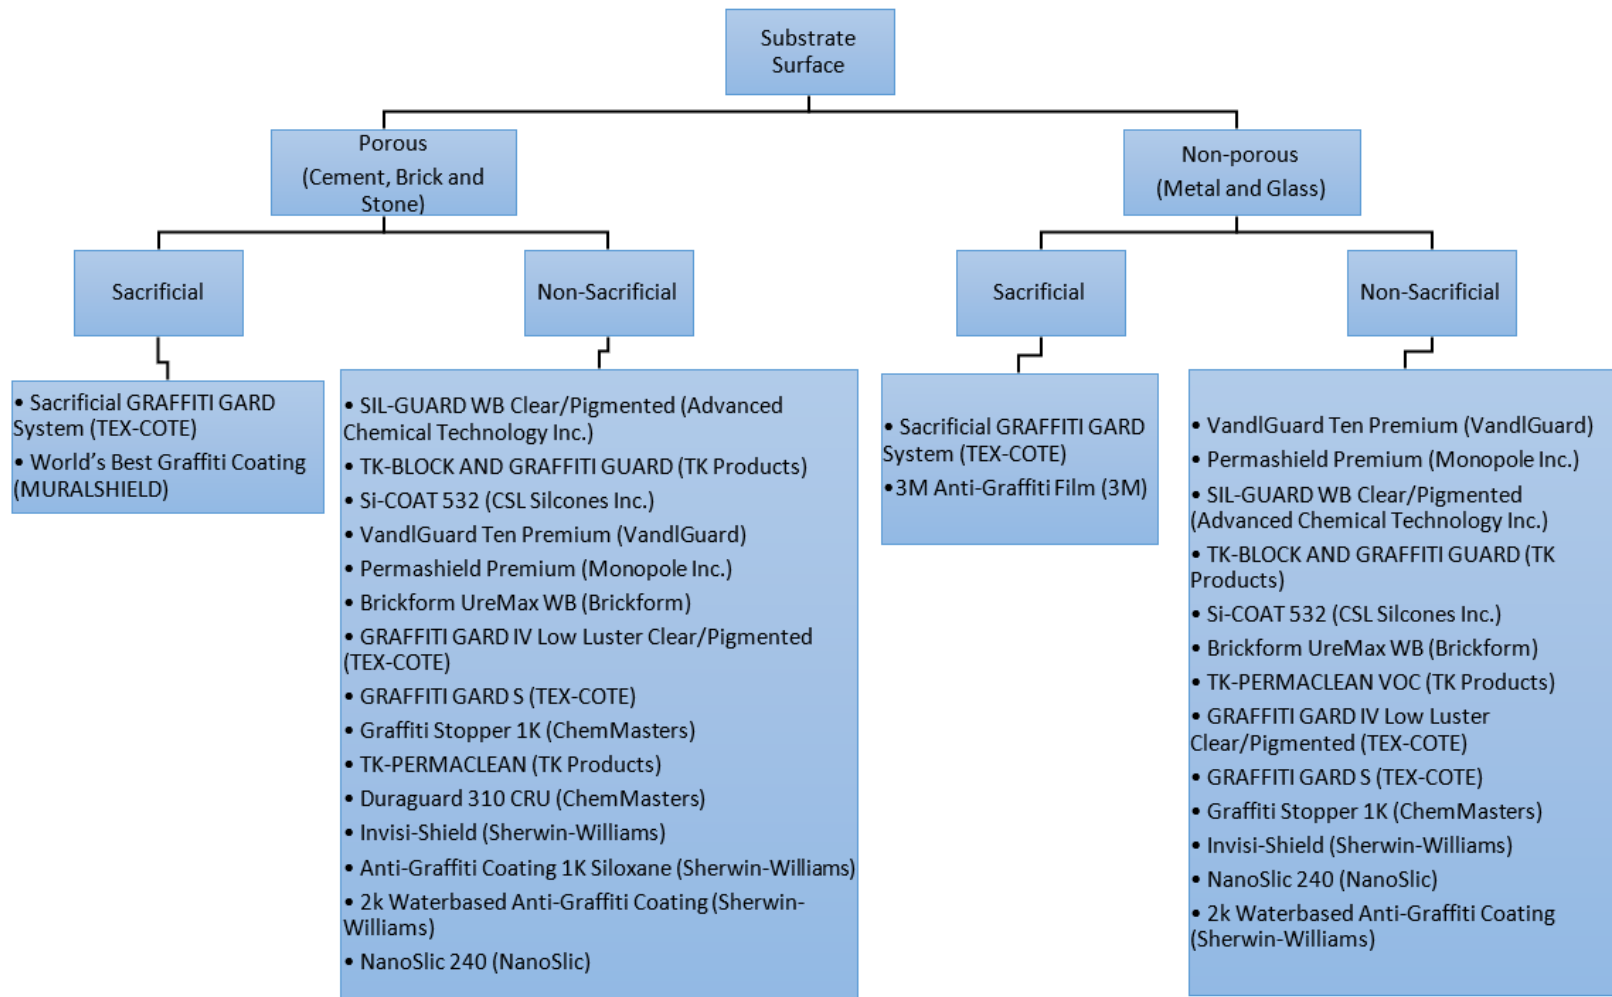 Substrate
Surface
Porous
(Cement, Brick and
Stone)
Non-porous
(Metal and Glass)
Sacrificial
Non-Sacrificial
Sacrificial
Non-Sacrificial
• Sacrificial GRAFFITI GARD
System (TEX-COTE)
• World's Best Graffiti Coating
(MURALSHIELD)
• SIL-GUARD WB Clear/Pigmented (Advanced
Chemical Technology Inc.)
• TK-BLOCK AND GRAFFITI GUARD (TK Products)
• Si-COAT 532 (CSL Silcones Inc.)
• VandlGuard Ten Premium (VandlGuard)
• Permashield Premium (Monopole Inc.)
• Brickform UreMax WB (Brickform)
• GRAFFITI GARD IV Low Luster Clear/Pigmented
(TEX-COTE)
• GRAFFITI GARD S (TEX-COTE)
• Graffiti Stopper 1K (ChemMasters)
• TK-PERMACLEAN (TK Products)
• Duraguard 310 CRU (ChemMasters)
• Invisi-Shield (Sherwin-Williams)
• Anti-Graffiti Coating 1K Siloxane (Sherwin-Williams)
• 2k Waterbased Anti-Graffiti Coating (Sherwin-
Williams)
• NanoSlic 240 (NanoSlic)
• Sacrificial GRAFFITI GARD
System (TEX-COTE)
•3M Anti-Graffiti Film (3M)
• VandlGuard Ten Premium (VandlGuard)
• Permashield Premium (Monopole Inc.)
• SIL-GUARD WB Clear/Pigmented
(Advanced Chemical Technology Inc.)
• TK-BLOCK AND GRAFFITI GUARD (TK
Products)
• Si-COAT 532 (CSL Silcones Inc.)
• Brickform UreMax WB (Brickform)
• TK-PERMACLEAN VOC (TK Products)
• GRAFFITI GARD IV Low Luster
Clear/Pigmented (TEX-COTE)
• GRAFFITI GARD S (TEX-COTE)
• Graffiti Stopper 1K (ChemMasters)
• Invisi-Shield (Sherwin-Williams)
• NanoSlic 240 (NanoSlic)
• 2k Waterbased Anti-Graffiti Coating
(Sherwin-Williams)